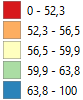 0 - 52,3
52,3 - 56,5
56,5 - 59,9
59,9 - 63,8
63,8 - 100